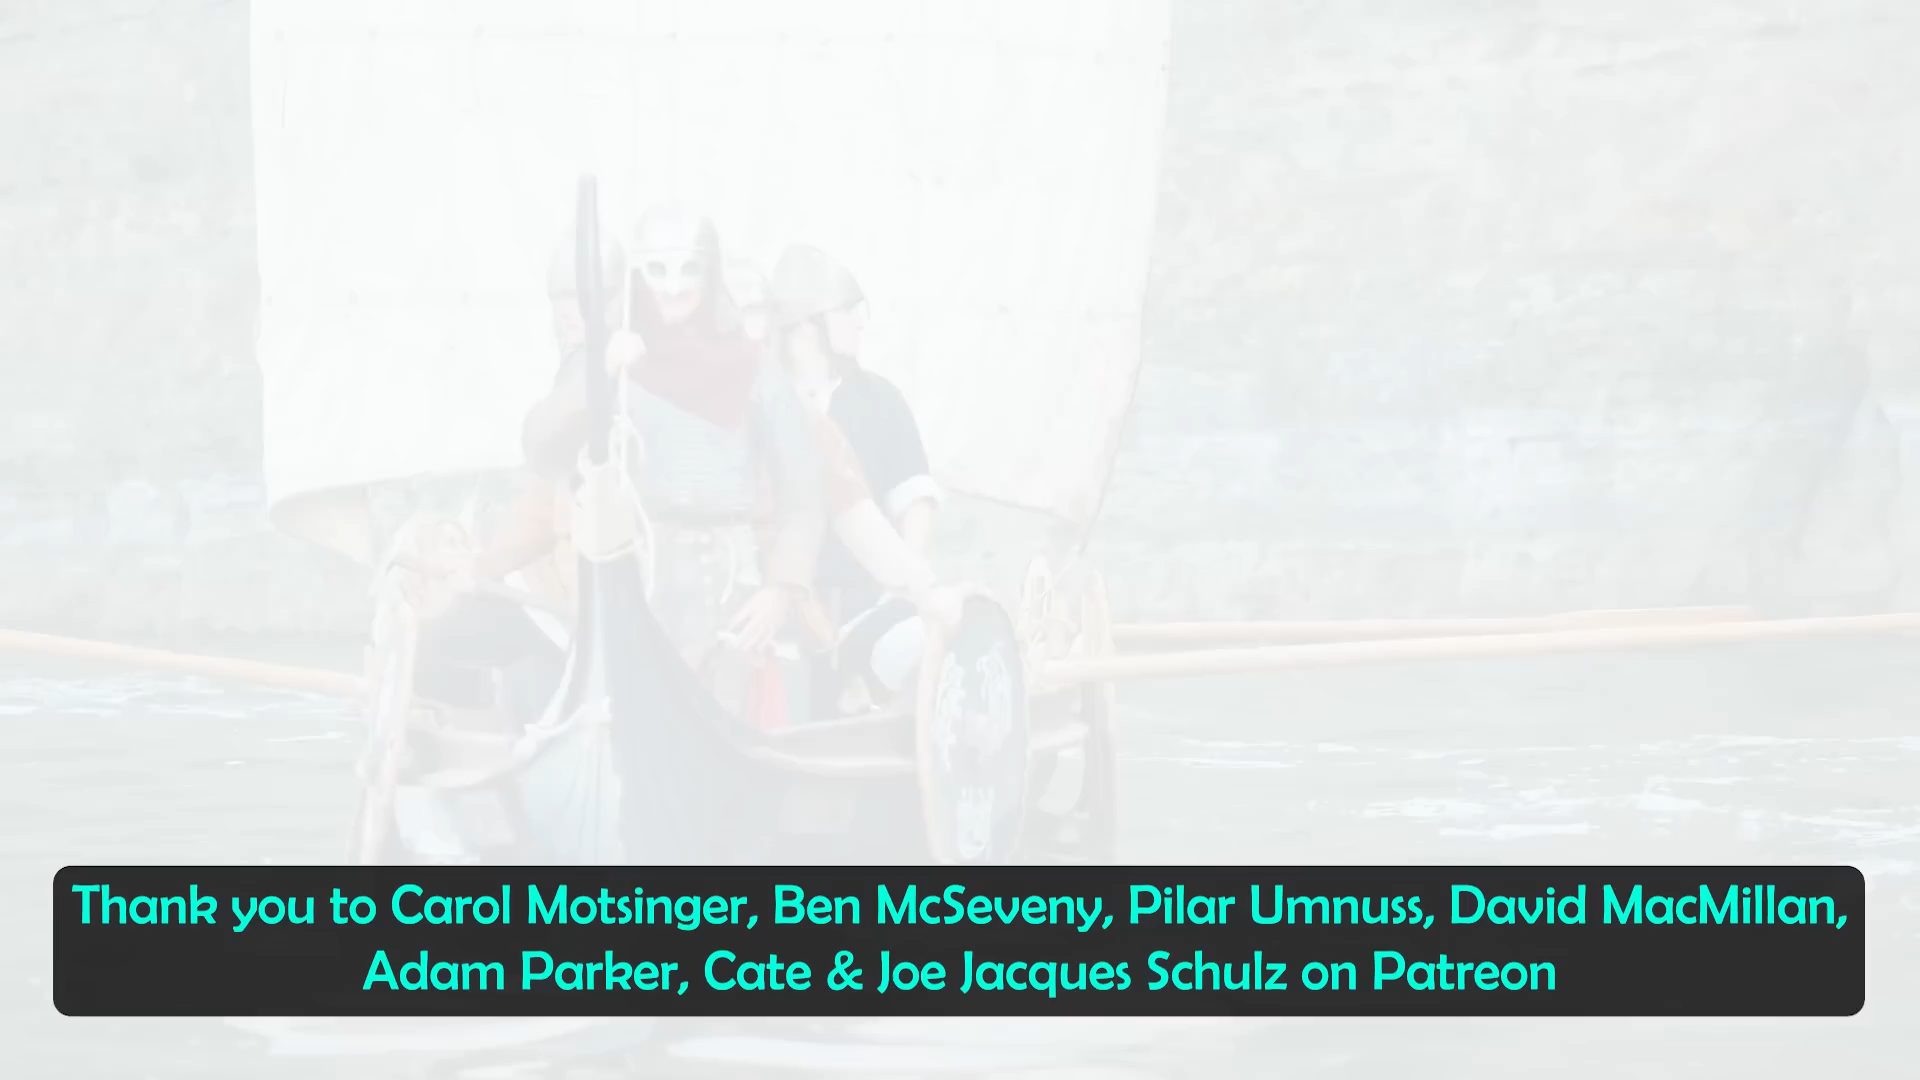 Thank you to Carol Motsinger, Ben McSeveny, Pilar Umnuss, David MacMillan,
Adam Parker, Cate & Joe Jacques Schulz on Patreon